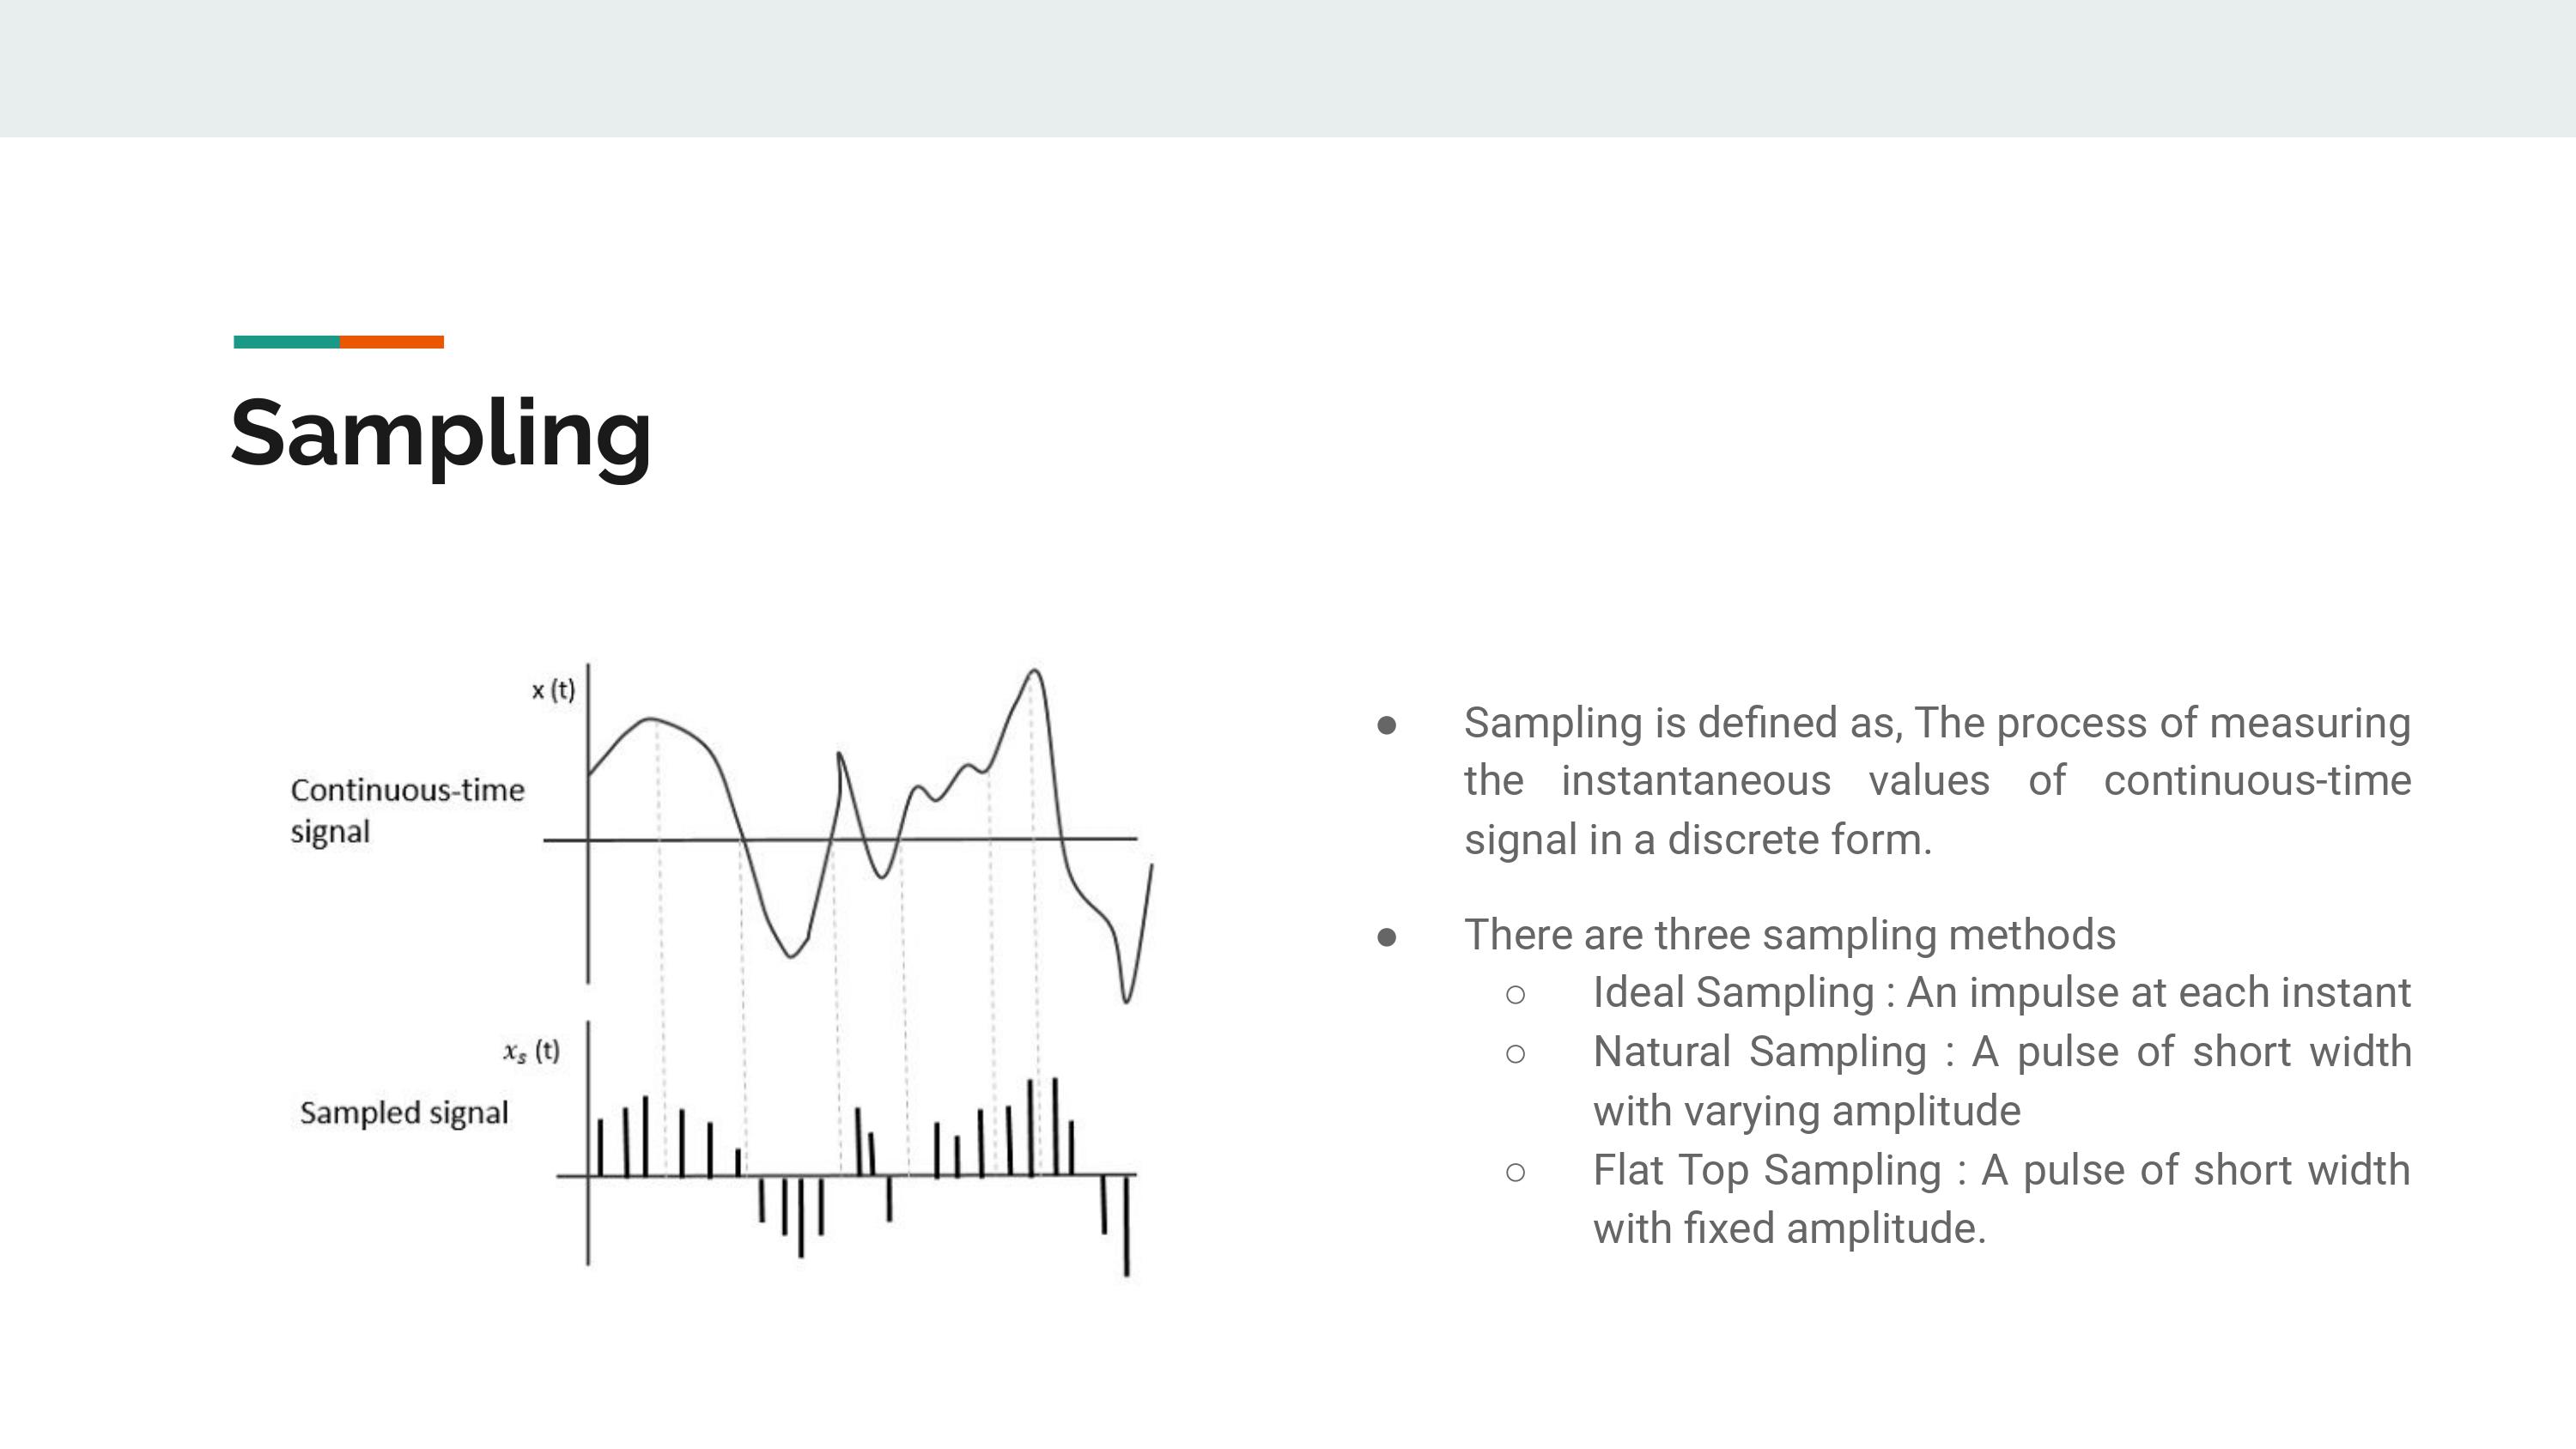 Sampling
x (t)
Continuous-time
signal
xs (t)
Sampled signal
● Sampling is defined as, The process of measuring
the instantaneous values of continuous-time
signal in a discrete form.
● There are three sampling methods
○ Ideal Sampling : An impulse at each instant
○ Natural Sampling : A pulse of short width
with varying amplitude
○ Flat Top Sampling : A pulse of short width
with fixed amplitude.